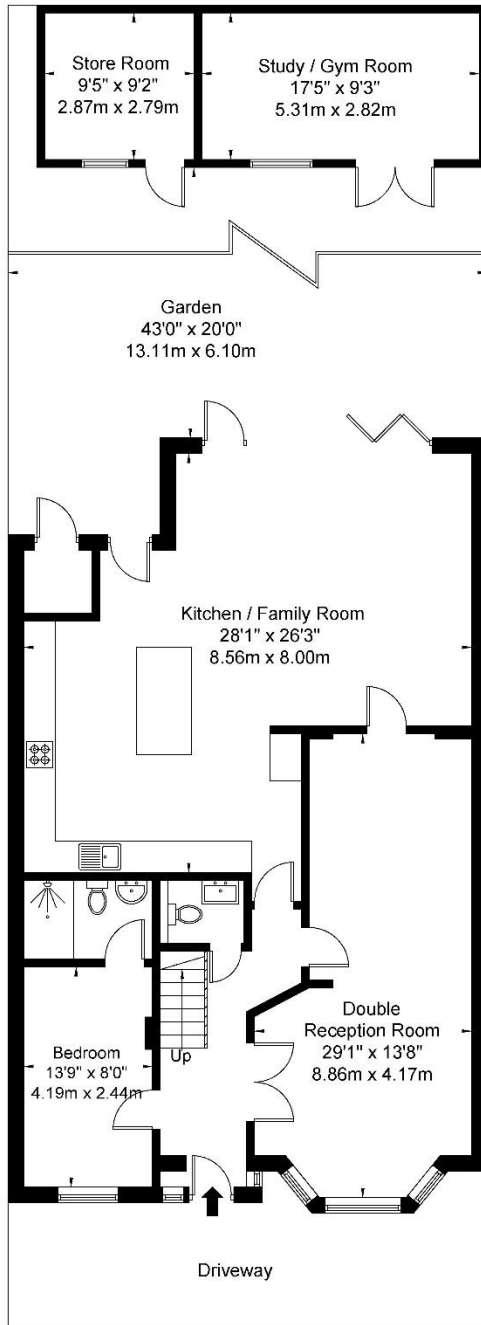 Store Room
9'5" x 9'2"
2.87m x 2.79m
Study / Gym Room
17'5" x 9'3"
5.31m x 2.82m
Garden
43'0" x 20'0"
13.11m x 6.10m
Kitchen / Family Room
28'1" x 26'3"
8.56m x 8.00m
Double
Reception Room
29'1" x 13'8"
8.86m x 4.17m
Up
Bedroom
13'9" x 8'0"
4.19m x 2.44m
Driveway